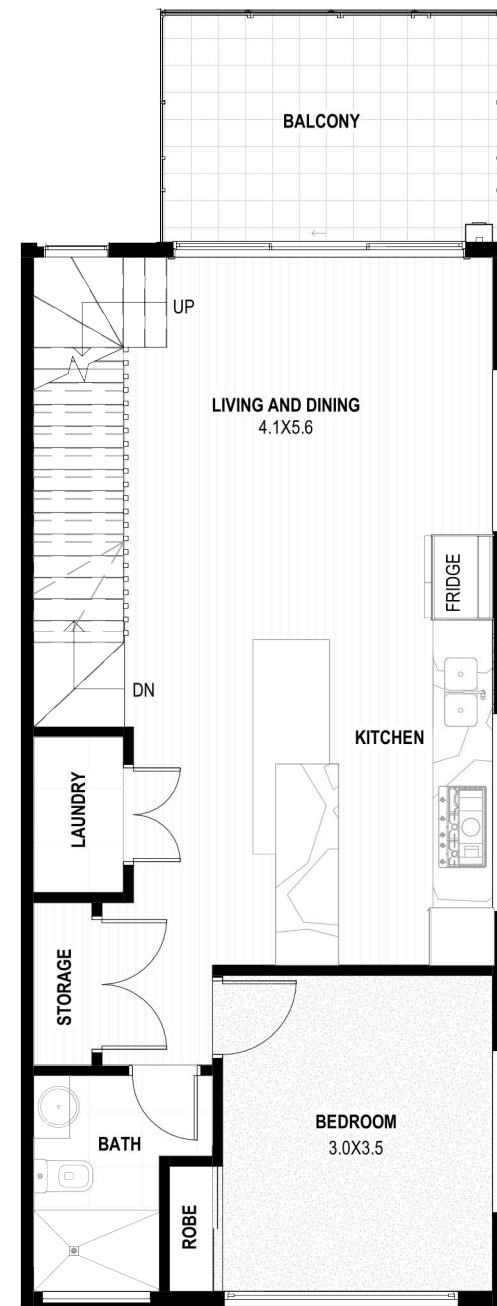 BALCONY
UP
LIVING AND DINING
4.1X5.6
FRIDGE
DN
KITCHEN
LAUNDRY
STORAGE
BEDROOM
3.0X3.5
BATH
ROBE